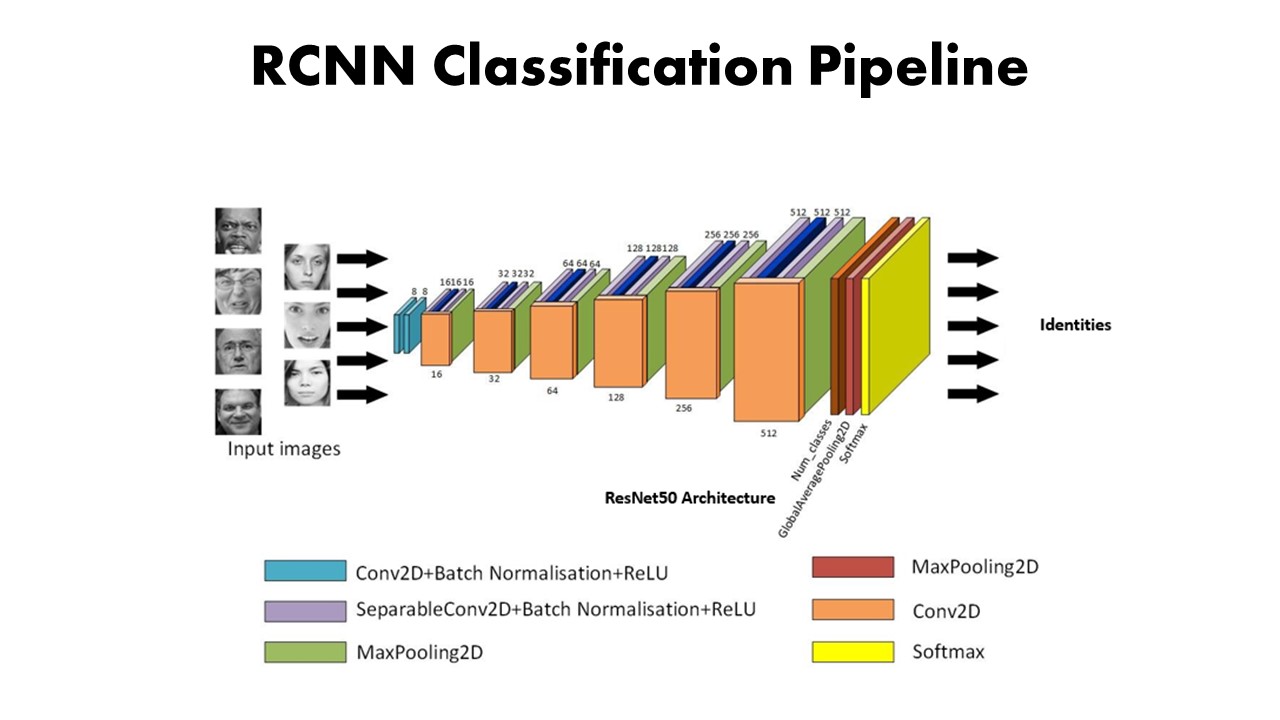 RCNN Classification Pipeline
512 512 512
256 256 256
128 128 128
64 64 64
32 32 32
16 16 16
8 8
16
32
64
128
256
512
Identities
Input images
Num_classes
GlobalAveragePooling2D
Softmax
ResNet50 Architecture
Conv2D+Batch Normalisation+ReLU
SeparableConv2D+Batch Normalisation+ReLU
MaxPooling2D
MaxPooling2D
Conv2D
Softmax